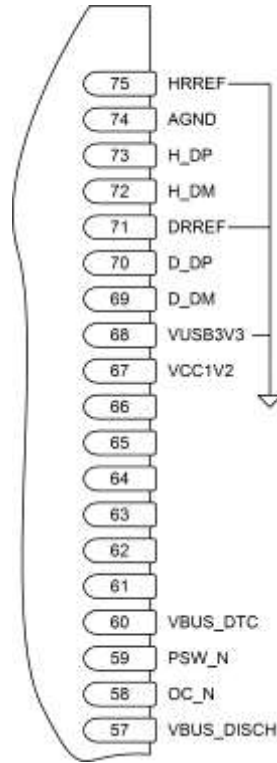 75 HRREF
74 AGND
73 H_DP
72 H_DM
71 DRREF
70 D_DP
69 D_DM
68 VUSB3V3
67 VCC1V2
66
65
64
63
62
61
60 VBUS_DTC
59 PSW_N
58 OC_N
57 VBUS_DISCH